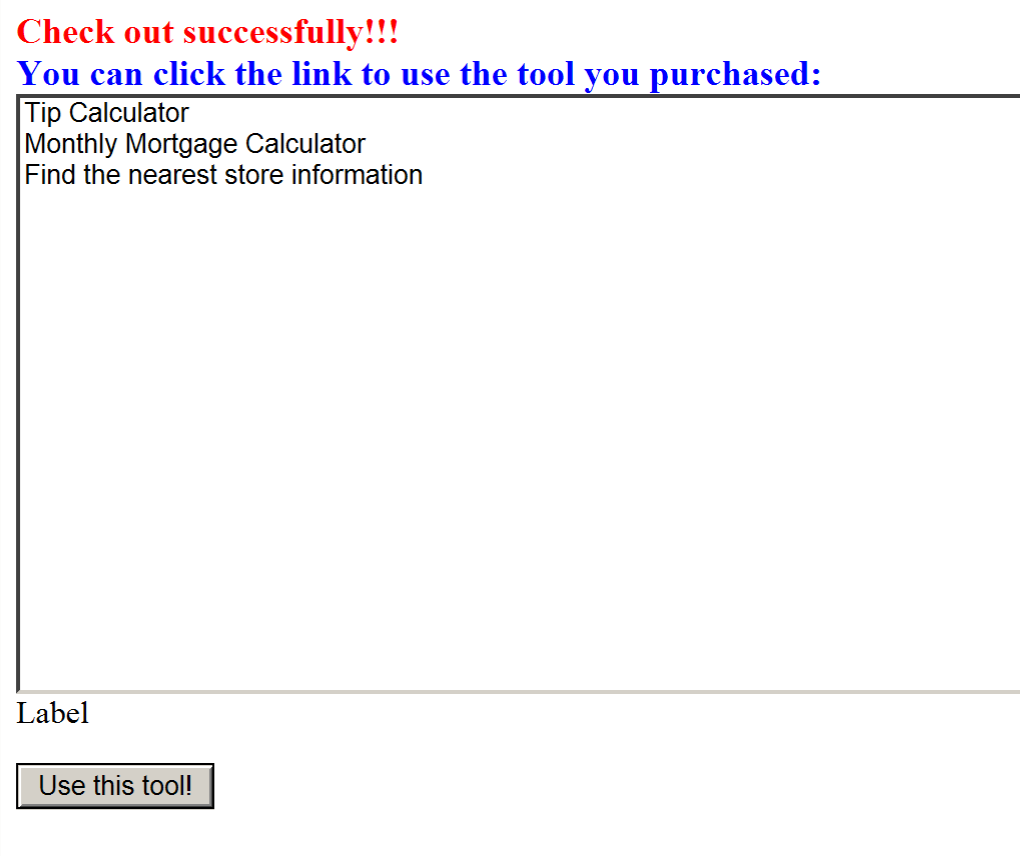 Check out successfully!!!
You can click the link to use the tool you purchased:
Tip Calculator
Monthly Mortgage Calculator
Find the nearest store information
Label
Use this tool!